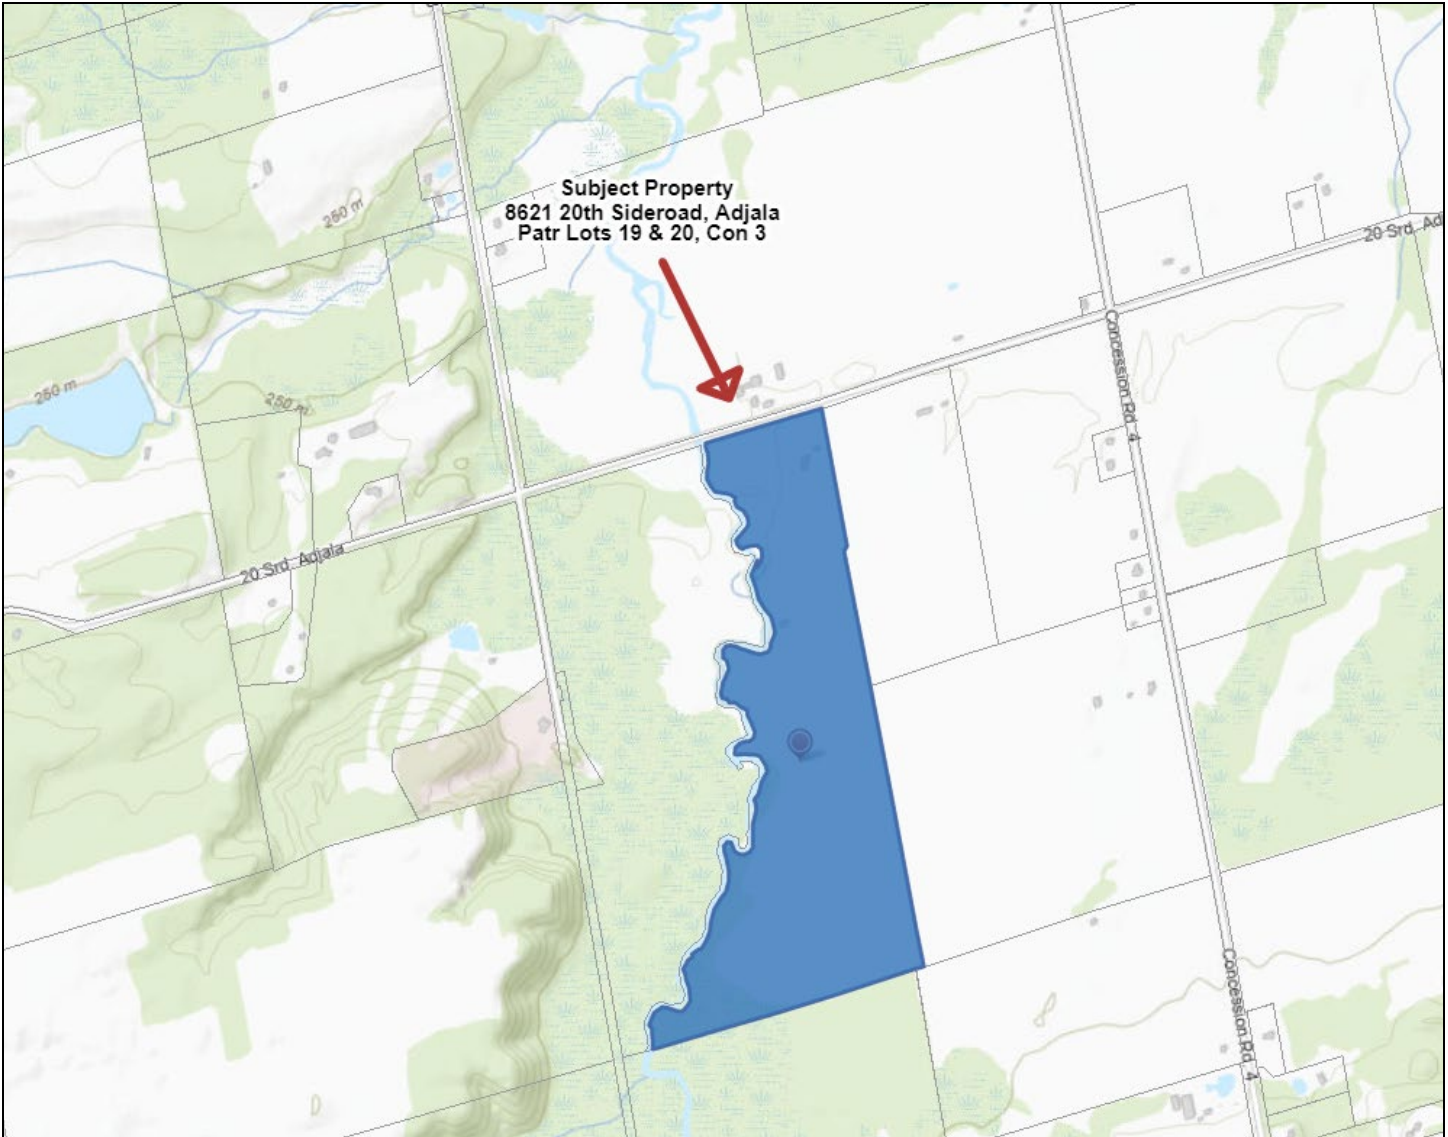 250 m
Subject Property
8621 20th Sideroad, Adjala
Patr Lots 19 & 20, Con 3
20 Srd, Ad
250 m
250 m
Concession Rd 4
20 Srd, Adjala
Concession Rd 4